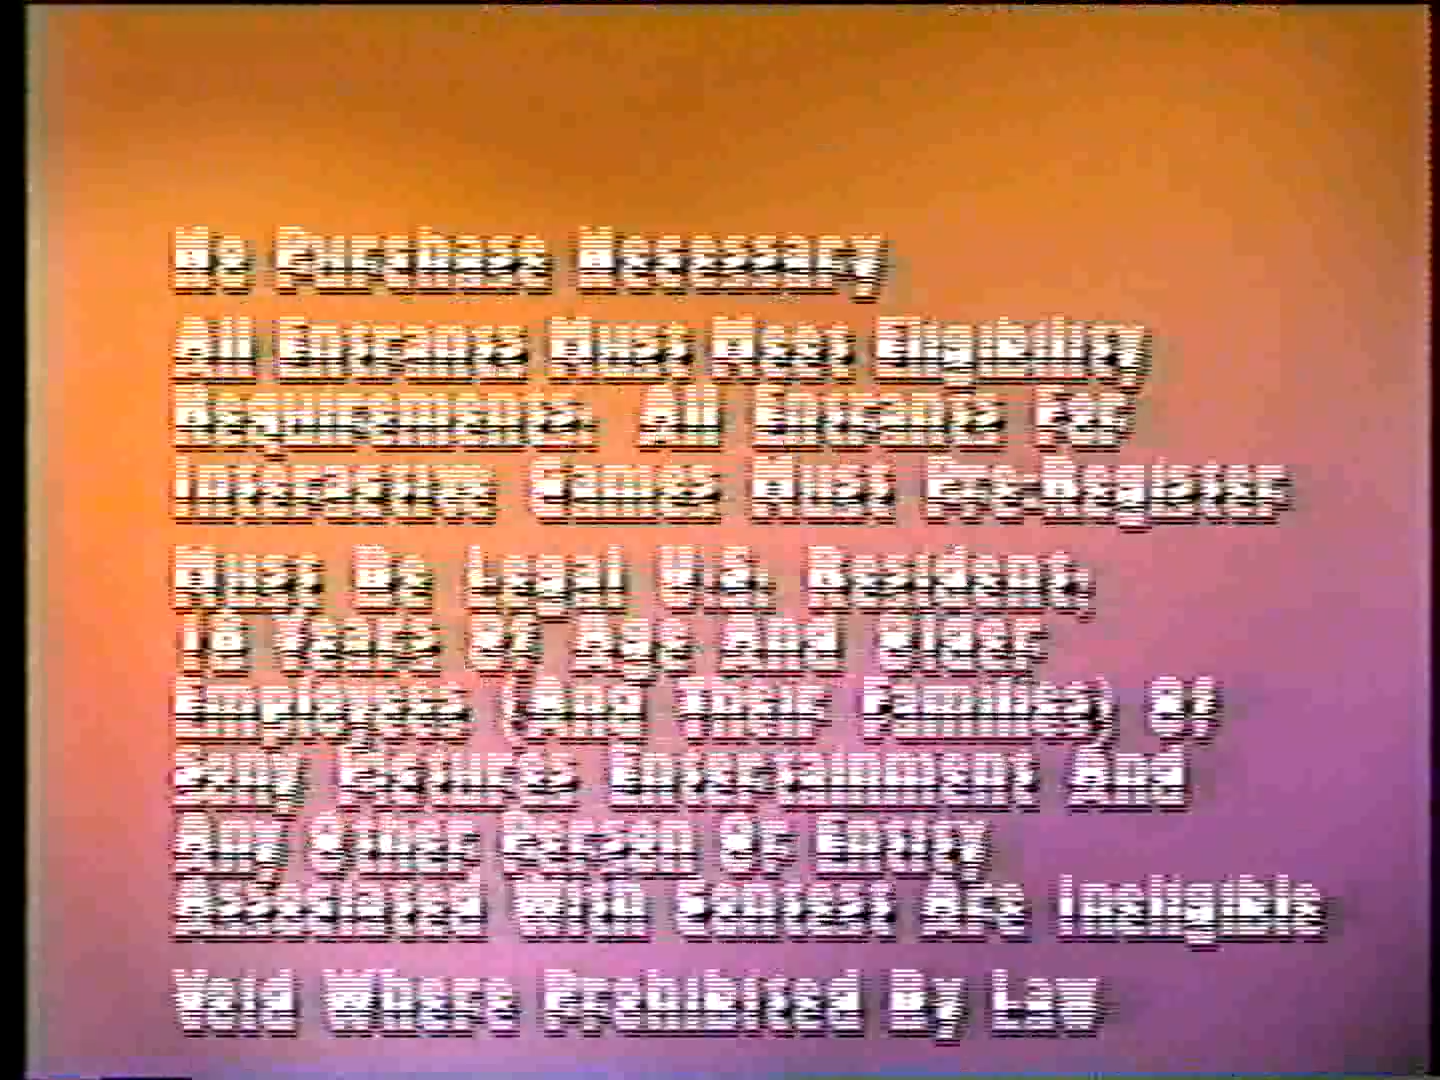 No Purchase Necessary
All Entrants Must Meet Eligibility
Requirements. All Entrants For
Interactive Games Must Pre-Register
Must Be Legal U.S. Resident,
18 Years Of Age And Older
Employees (And Their Families) Of
Sony Pictures Entertainment And
Any Other Person Or Entity
Associated With Contest Are Ineligible
Void Where Prohibited By Law